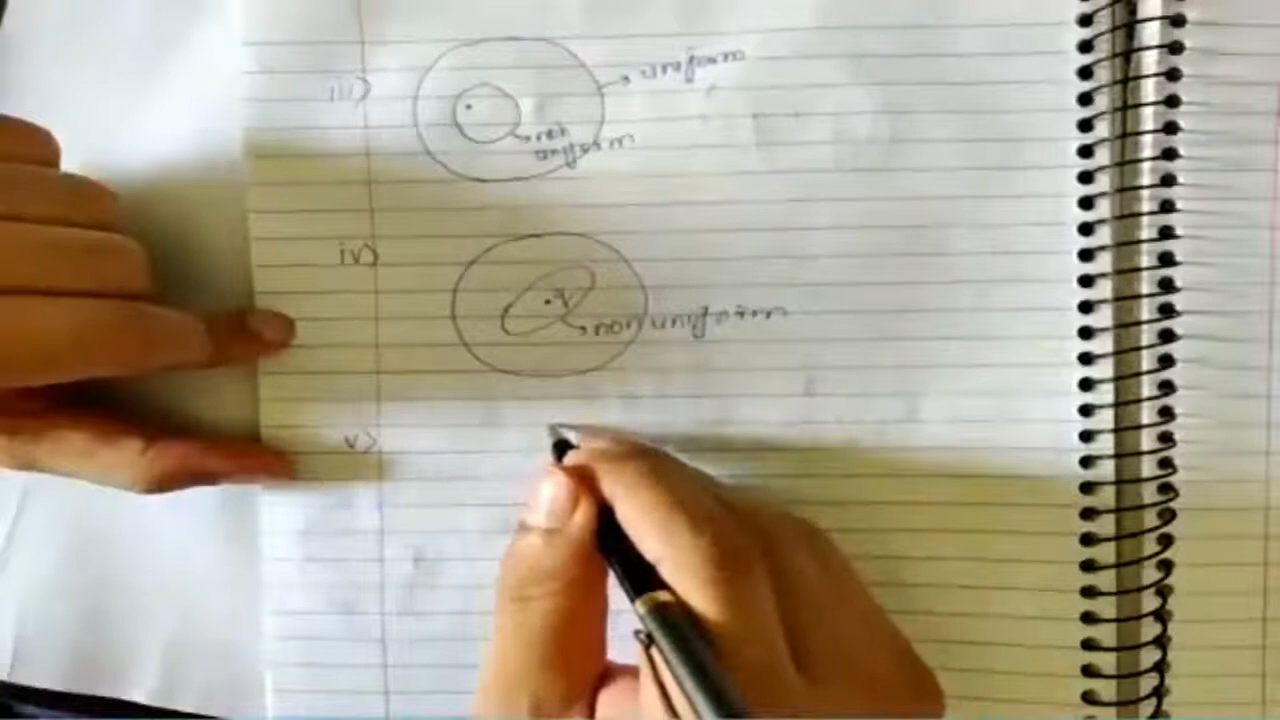 iii)
uniform
non
uniform
iv)
q
non uniform
v)